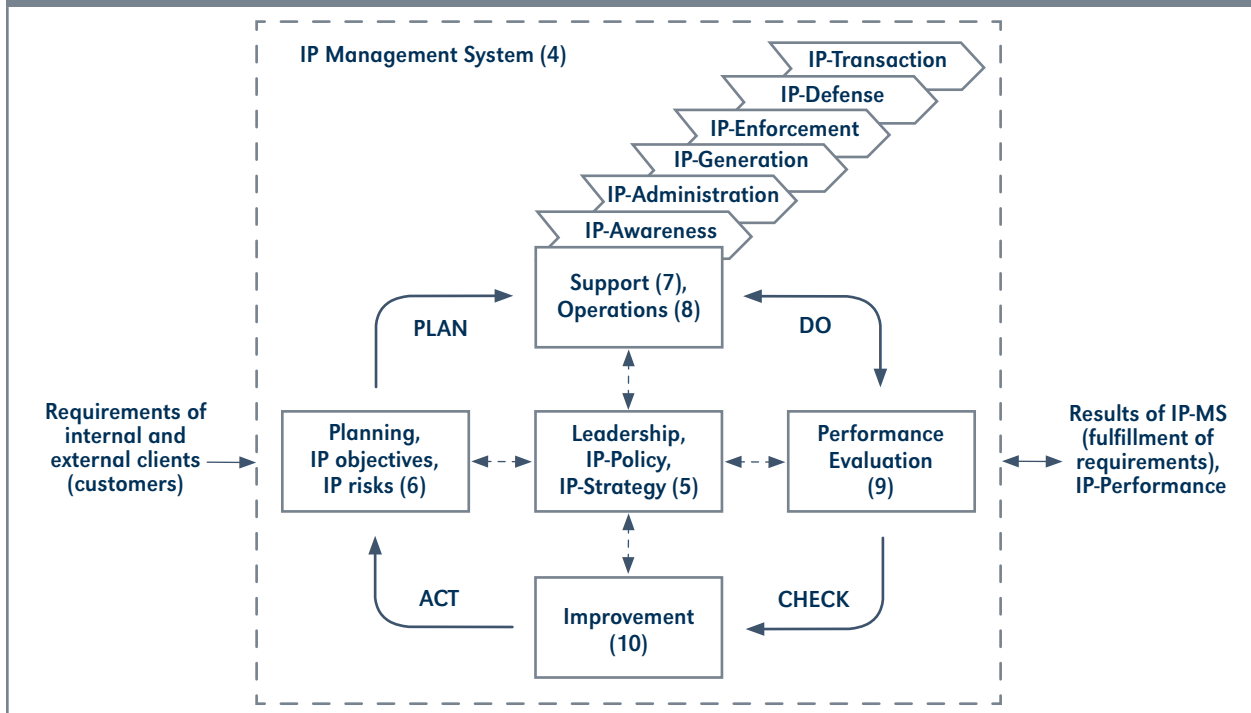 IP Management System (4)
IP-Transaction
IP-Defense
IP-Enforcement
IP-Generation
IP-Administration
IP-Awareness
Support (7),
Operations (8)
PLAN
DO
Requirements of
internal and
external clients
(customers)
Planning,
IP objectives,
IP risks (6)
Leadership,
IP-Policy,
IP-Strategy (5)
Performance
Evaluation
(9)
Results of IP-MS
(fulfillment of
requirements),
IP-Performance
ACT
CHECK
Improvement
(10)